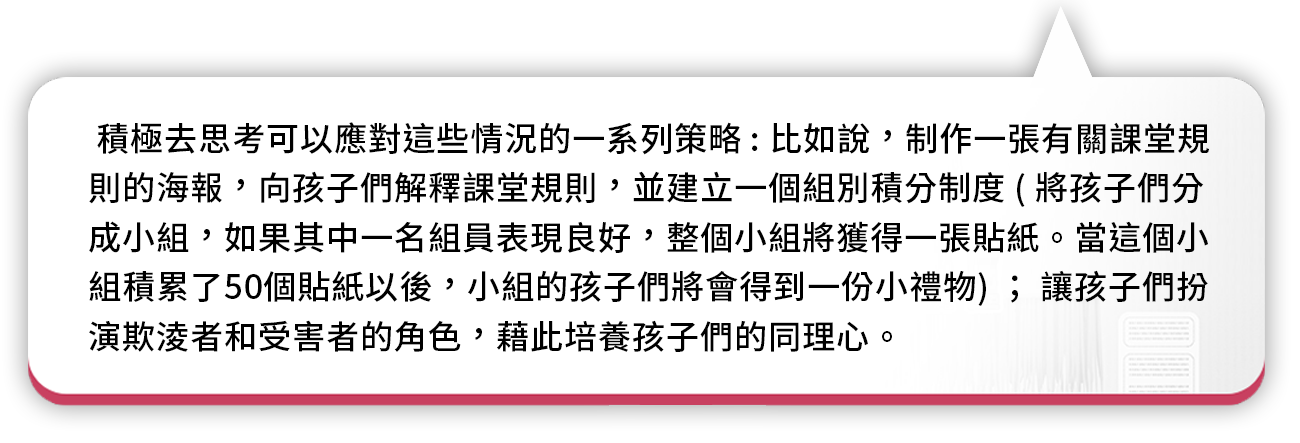 積極去思考可以應對這些情況的一系列策略 : 比如說，制作一張有關課堂規
則的海報，向孩子們解釋課堂規則，並建立一個組別積分制度 ( 將孩子們分
成小組，如果其中一名組員表現良好，整個小組將獲得一張貼紙。當這個小
組積累了50個貼紙以後，小組的孩子們將會得到一份小禮物) ； 讓孩子們扮
演欺淩者和受害者的角色，藉此培養孩子們的同理心。